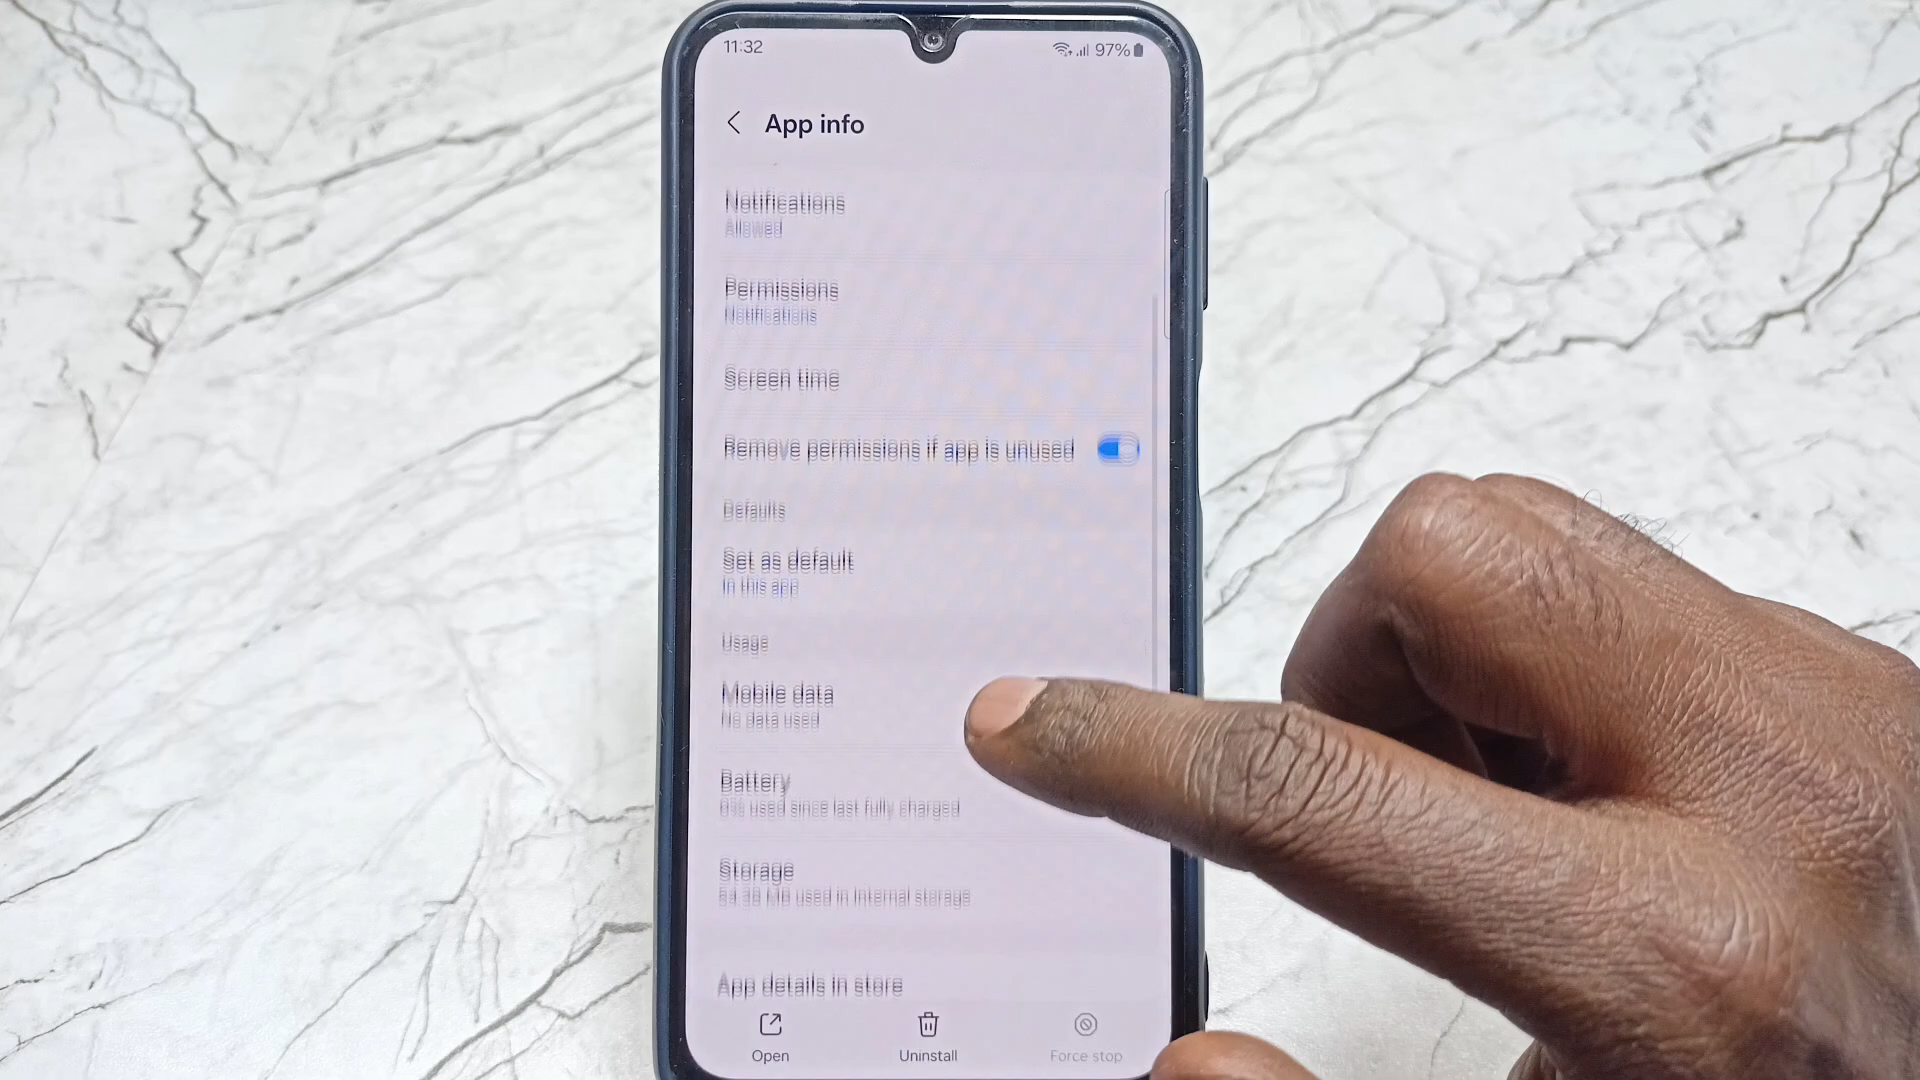 11:32
97%
App info
Notifications
Allowed
Permissions
Notifications
Screen time
Remove permissions if app is unused
Defaults
Set as default
In this app
Usage
Mobile data
No data used
Battery
0% used since last fully charged
Storage
MB used in Internal storage
App details in store
Open
Uninstall
Force stop